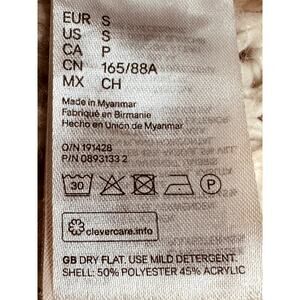 EUR S
US S
CA P
CN 165/88A
MX CH
Made in Myanmar
Fabriqué en Birmanie
Hecho en Unión de Myanmar
O/N 191428
P/N 0893133 2
30 P
clevercare.info
GB DRY FLAT. USE MILD DETERGENT.
SHELL: 50% POLYESTER 45% ACRYLIC